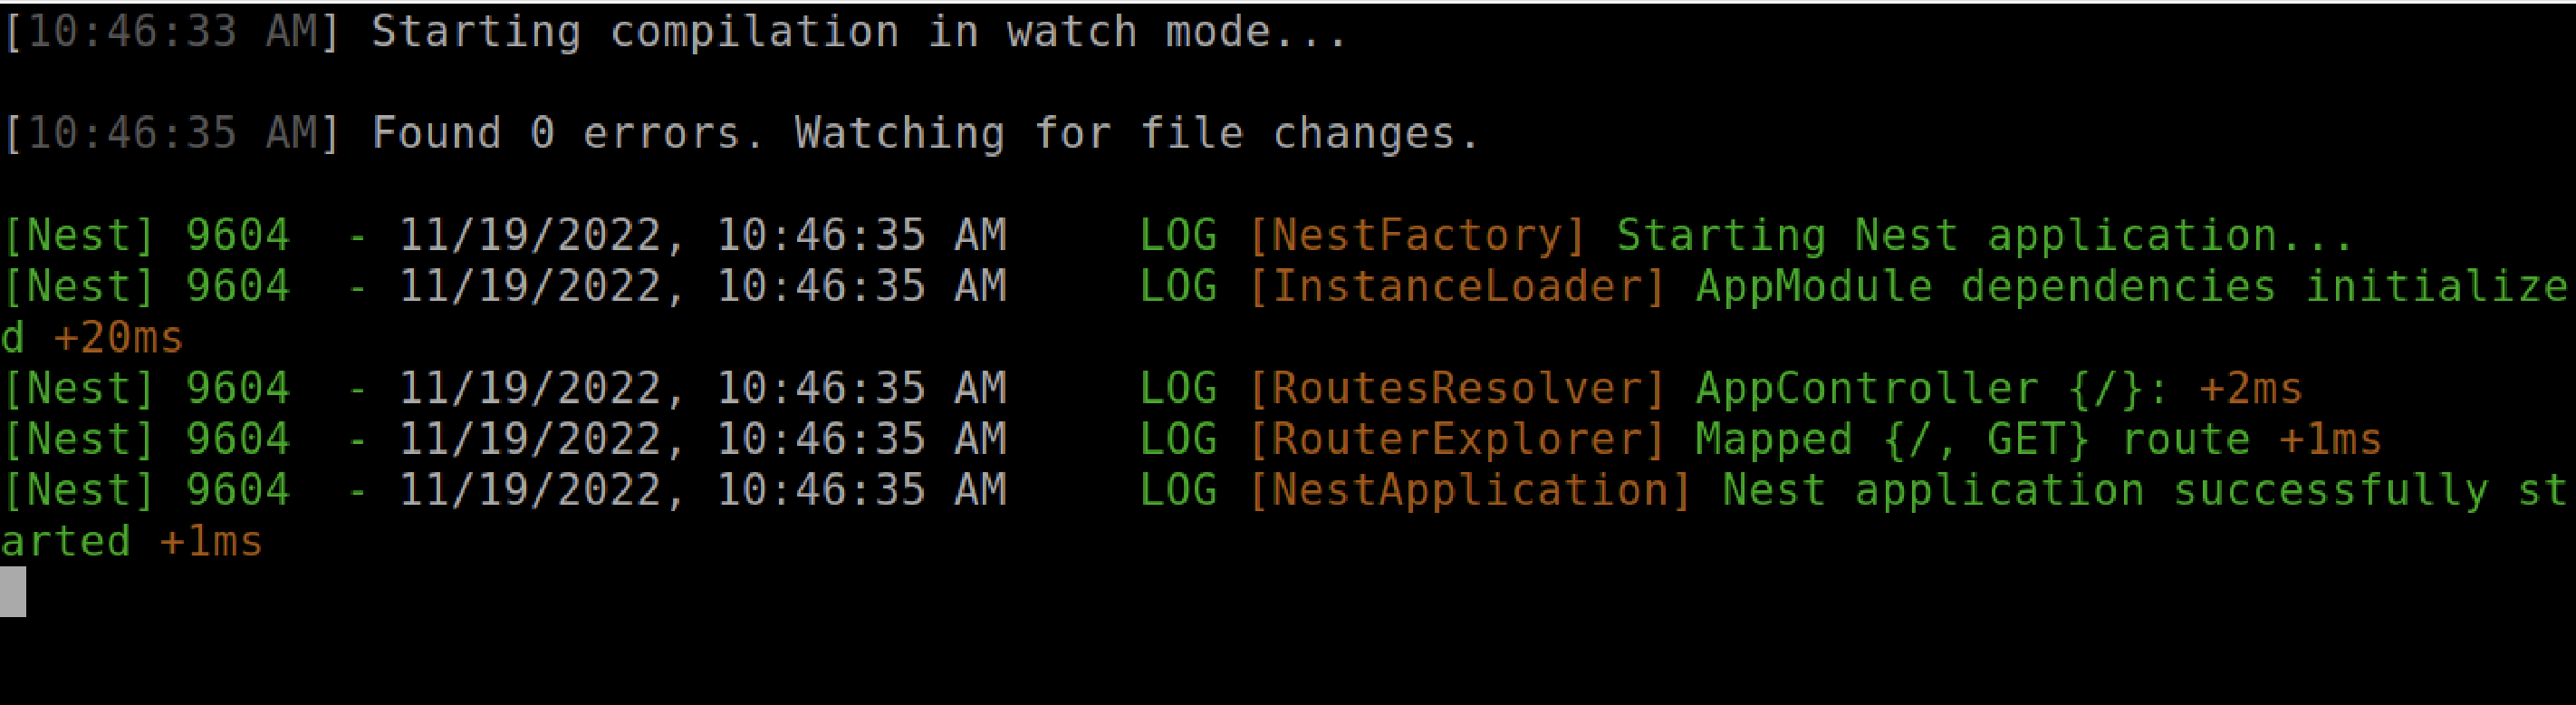 [10:46:33 AM] Starting compilation in watch mode...
[10:46:35 AM] Found 0 errors. Watching for file changes.
[Nest] 9604  - 11/19/2022, 10:46:35 AM     LOG [NestFactory] Starting Nest application...
[Nest] 9604  - 11/19/2022, 10:46:35 AM     LOG [InstanceLoader] AppModule dependencies initialize
d +20ms
[Nest] 9604  - 11/19/2022, 10:46:35 AM     LOG [RoutesResolver] AppController {/}: +2ms
[Nest] 9604  - 11/19/2022, 10:46:35 AM     LOG [RouterExplorer] Mapped {/, GET} route +1ms
[Nest] 9604  - 11/19/2022, 10:46:35 AM     LOG [NestApplication] Nest application successfully st
arted +1ms